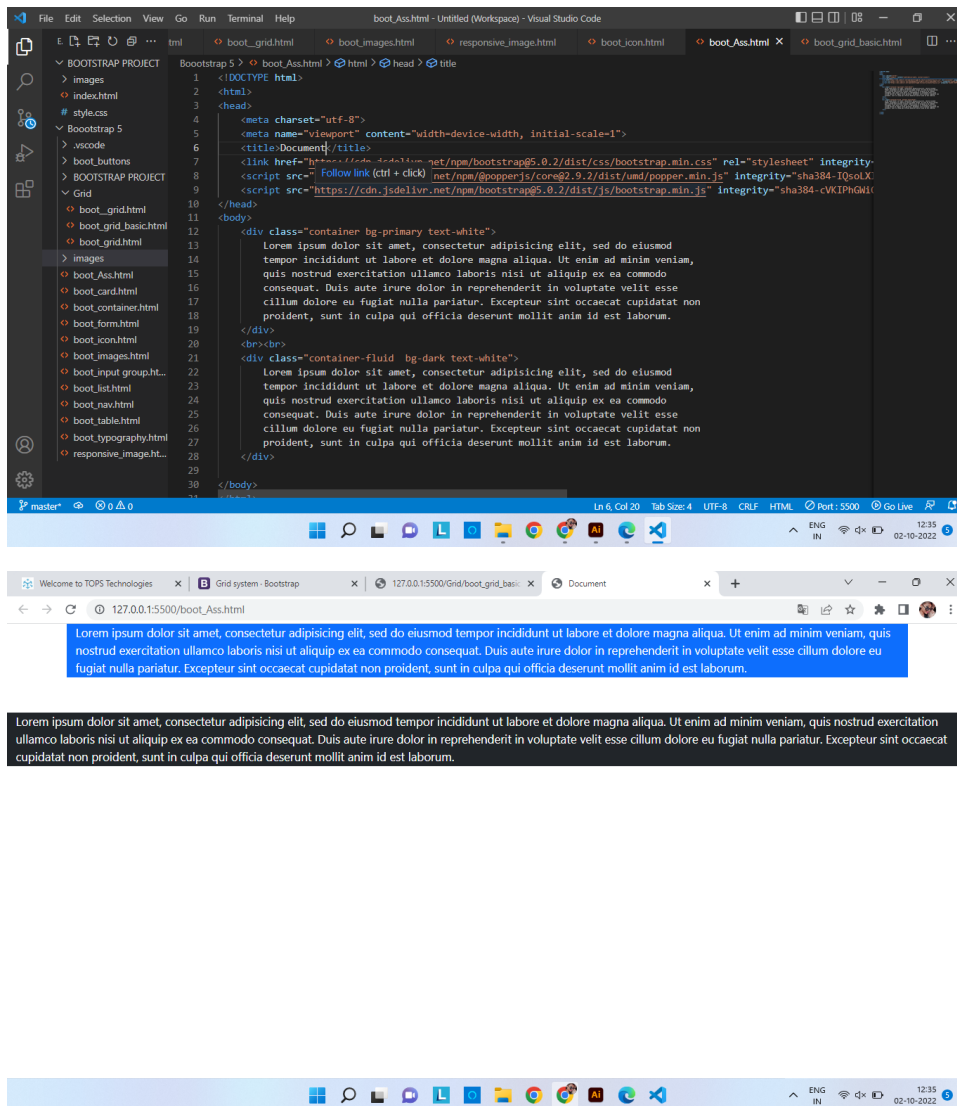 File Edit Selection View Go Run Terminal Help boot_Ass.html - Untitled (Workspace) - Visual Studio Code
E tml boot__grid.html boot_images.html responsive_image.html boot_icon.html boot_Ass.html boot_grid_basic.html
Boootstrap 5 > boot_Ass.html > html > head > title
BOOTSTRAP PROJECT
images
index.html
# style.css
Boootstrap 5
.vscode
boot_buttons
BOOTSTRAP PROJECT
Grid
boot__grid.html
boot_grid_basic.html
boot_grid.html
images
boot_Ass.html
boot_card.html
boot_container.html
boot_form.html
boot_icon.html
boot_images.html
boot_input group.ht...
boot_list.html
boot_nav.html
boot_table.html
boot_typography.html
responsive_image.ht...
1 <!DOCTYPE html>
2 <html>
3 <head>
4 <meta charset="utf-8">
5 <meta name="viewport" content="width=device-width, initial-scale=1">
6 <title>Document</title>
7 <link href="https://cdn.jsdelivr.net/npm/bootstrap@5.0.2/dist/css/bootstrap.min.css" rel="stylesheet" integrity-
Follow link (ctrl + click)
8 <script src=" net/npm/@popperjs/core@2.9.2/dist/umd/popper.min.js" integrity="sha384-IQsoLX
9 <script src="https://cdn.jsdelivr.net/npm/bootstrap@5.0.2/dist/js/bootstrap.min.js" integrity="sha384-cVKIPhGWi
10 </head>
11 <body>
12 <div class="container bg-primary text-white">
13 Lorem ipsum dolor sit amet, consectetur adipisicing elit, sed do eiusmod
14 tempor incididunt ut labore et dolore magna aliqua. Ut enim ad minim veniam,
15 quis nostrud exercitation ullamco laboris nisi ut aliquip ex ea commodo
16 consequat. Duis aute irure dolor in reprehenderit in voluptate velit esse
17 cillum dolore eu fugiat nulla pariatur. Excepteur sint occaecat cupidatat non
18 proident, sunt in culpa qui officia deserunt mollit anim id est laborum.
19 </div>
20 <br><br>
21 <div class="container-fluid bg-dark text-white">
22 Lorem ipsum dolor sit amet, consectetur adipisicing elit, sed do eiusmod
23 tempor incididunt ut labore et dolore magna aliqua. Ut enim ad minim veniam,
24 quis nostrud exercitation ullamco laboris nisi ut aliquip ex ea commodo
25 consequat. Duis aute irure dolor in reprehenderit in voluptate velit esse
26 cillum dolore eu fugiat nulla pariatur. Excepteur sint occaecat cupidatat non
27 proident, sunt in culpa qui officia deserunt mollit anim id est laborum.
28 </div>
29
30 </body>
master* 0 0 Ln 6, Col 20 Tab Size: 4 UTF-8 CRLF HTML Port : 5500 Go Live
ENG IN 12:35 02-10-2022 5
Welcome to TOPS Technologies Grid system · Bootstrap 127.0.0.1:5500/Grid/boot_grid_basic Document
127.0.0.1:5500/boot_Ass.html
Lorem ipsum dolor sit amet, consectetur adipisicing elit, sed do eiusmod tempor incididunt ut labore et dolore magna aliqua. Ut enim ad minim veniam, quis
nostrud exercitation ullamco laboris nisi ut aliquip ex ea commodo consequat. Duis aute irure dolor in reprehenderit in voluptate velit esse cillum dolore eu
fugiat nulla pariatur. Excepteur sint occaecat cupidatat non proident, sunt in culpa qui officia deserunt mollit anim id est laborum.
Lorem ipsum dolor sit amet, consectetur adipisicing elit, sed do eiusmod tempor incididunt ut labore et dolore magna aliqua. Ut enim ad minim veniam, quis nostrud exercitation
ullamco laboris nisi ut aliquip ex ea commodo consequat. Duis aute irure dolor in reprehenderit in voluptate velit esse cillum dolore eu fugiat nulla pariatur. Excepteur sint occaecat
cupidatat non proident, sunt in culpa qui officia deserunt mollit anim id est laborum.
ENG IN 12:35 02-10-2022 5